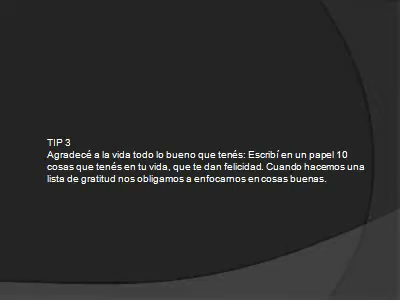 TIP 3
Agradecé a la vida todo lo bueno que tenés: Escribí en un papel 10
cosas que tenés en tu vida, que te dan felicidad. Cuando hacemos una
lista de gratitud nos obligamos a enfocarnos en cosas buenas.